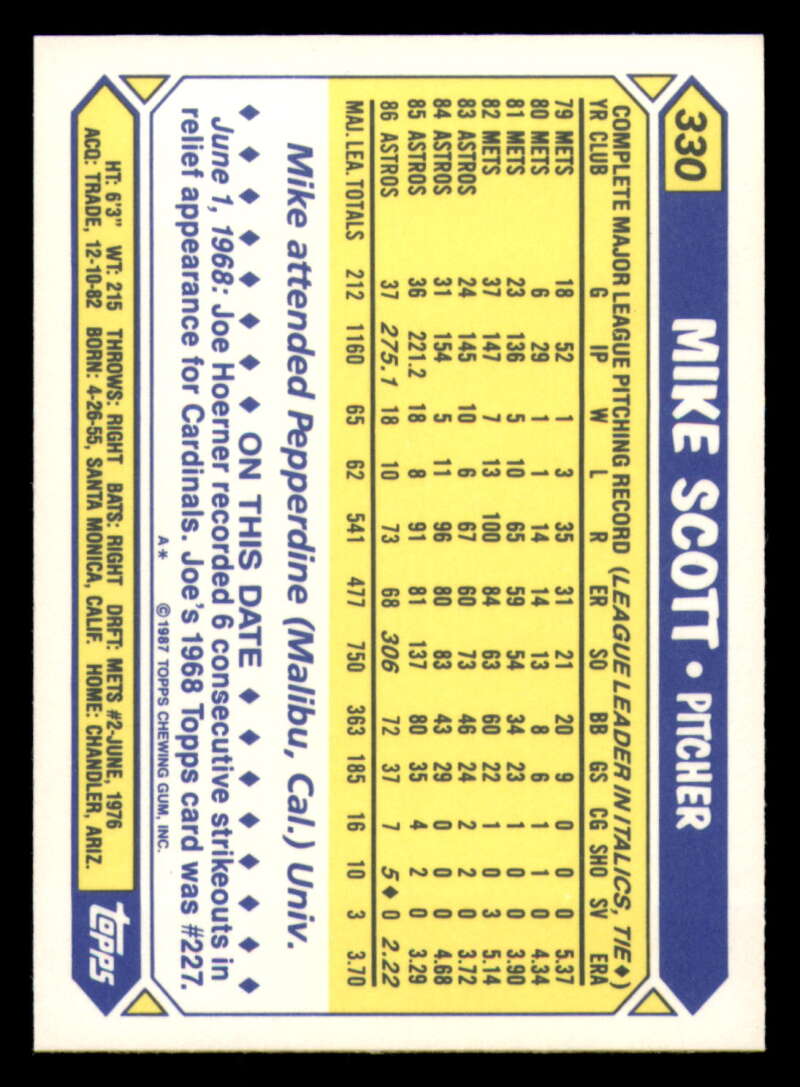 330
MIKE SCOTT • PITCHER
COMPLETE MAJOR LEAGUE PITCHING RECORD (LEAGUE LEADER IN ITALICS, TIE ♦)
YR CLUB G IP W L R ER SO BB GS CG SHO SV ERA
79 METS 18 52 1 3 35 31 21 20 9 0 0 0 5.37
80 METS 6 29 1 1 14 14 13 8 6 1 1 0 4.34
81 METS 23 136 5 10 65 59 54 34 23 1 0 0 3.90
82 METS 37 147 7 13 100 84 63 60 22 1 0 3 5.14
83 ASTROS 24 145 10 6 67 60 73 46 24 2 2 0 3.72
84 ASTROS 31 154 5 11 96 80 83 43 29 0 0 0 4.68
85 ASTROS 36 221.2 18 8 91 81 137 80 35 4 2 0 3.29
86 ASTROS 37 275.1 18 10 73 68 306 72 37 7 5♦ 0 2.22
MAJ. LEA. TOTALS 212 1160 65 62 541 477 750 363 185 16 10 3 3.70
Mike attended Pepperdine (Malibu, Cal.) Univ.
♦ ♦ ♦ ♦ ♦ ♦ ♦ ♦ ON THIS DATE ♦ ♦ ♦ ♦ ♦ ♦ ♦ ♦
June 1, 1968: Joe Hoerner recorded 6 consecutive strikeouts in
relief appearance for Cardinals. Joe's 1968 Topps card was #227.
A* ©1987 TOPPS CHEWING GUM, INC.
HT: 6'3" WT: 215 THROWS: RIGHT BATS: RIGHT DRFT: METS #2-JUNE, 1976
ACQ: TRADE, 12-10-82 BORN: 4-26-55, SANTA MONICA, CALIF. HOME: CHANDLER, ARIZ.
topps